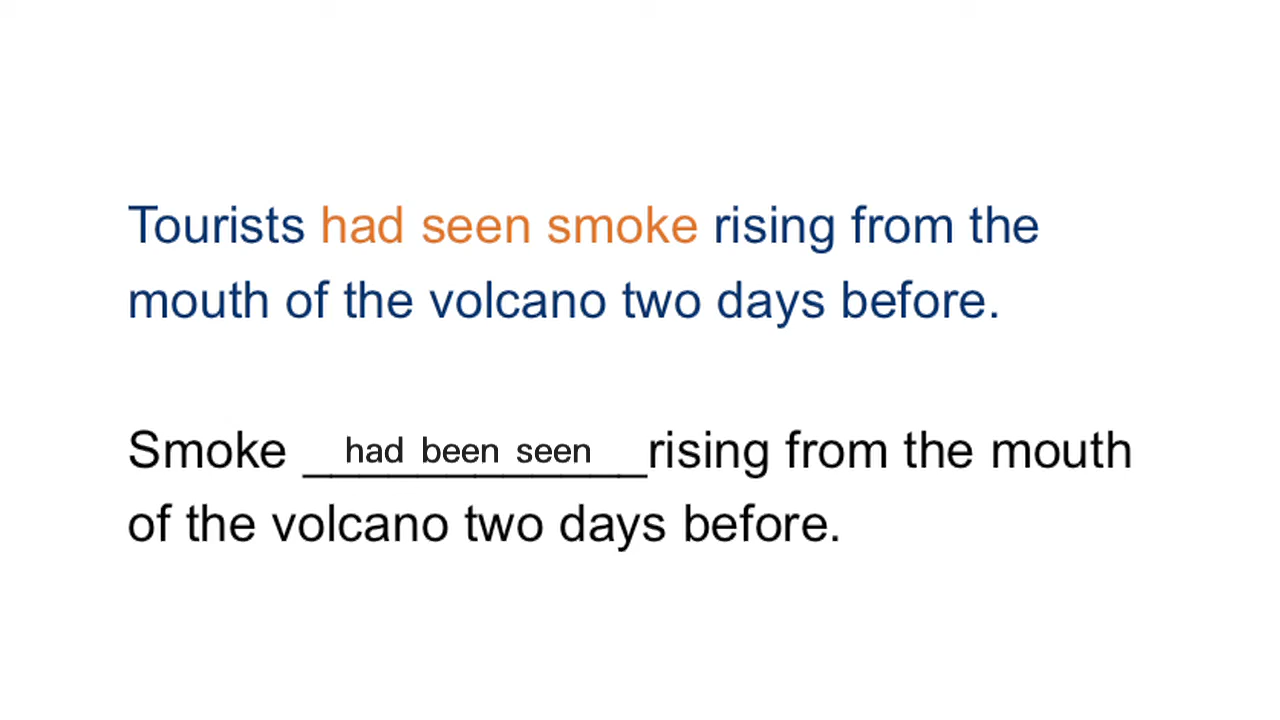 Tourists had seen smoke rising from the
mouth of the volcano two days before.
Smoke had been seen rising from the mouth
of the volcano two days before.